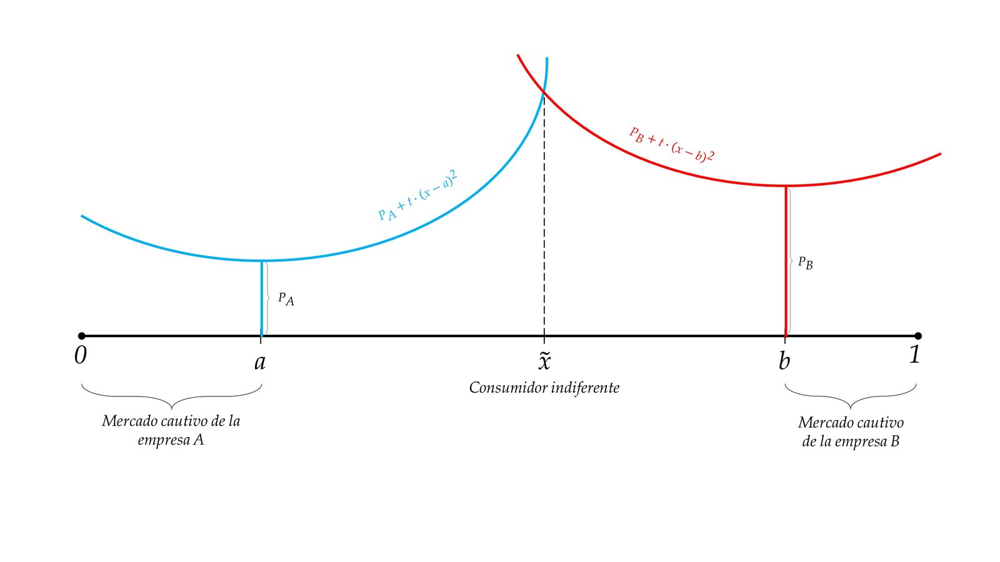 P_B + t · (x − b)²
P_A + t · (x − a)²
P_B
P_A
0
a
x̃
b
1
Consumidor indiferente
Mercado cautivo de la
empresa A
Mercado cautivo
de la empresa B